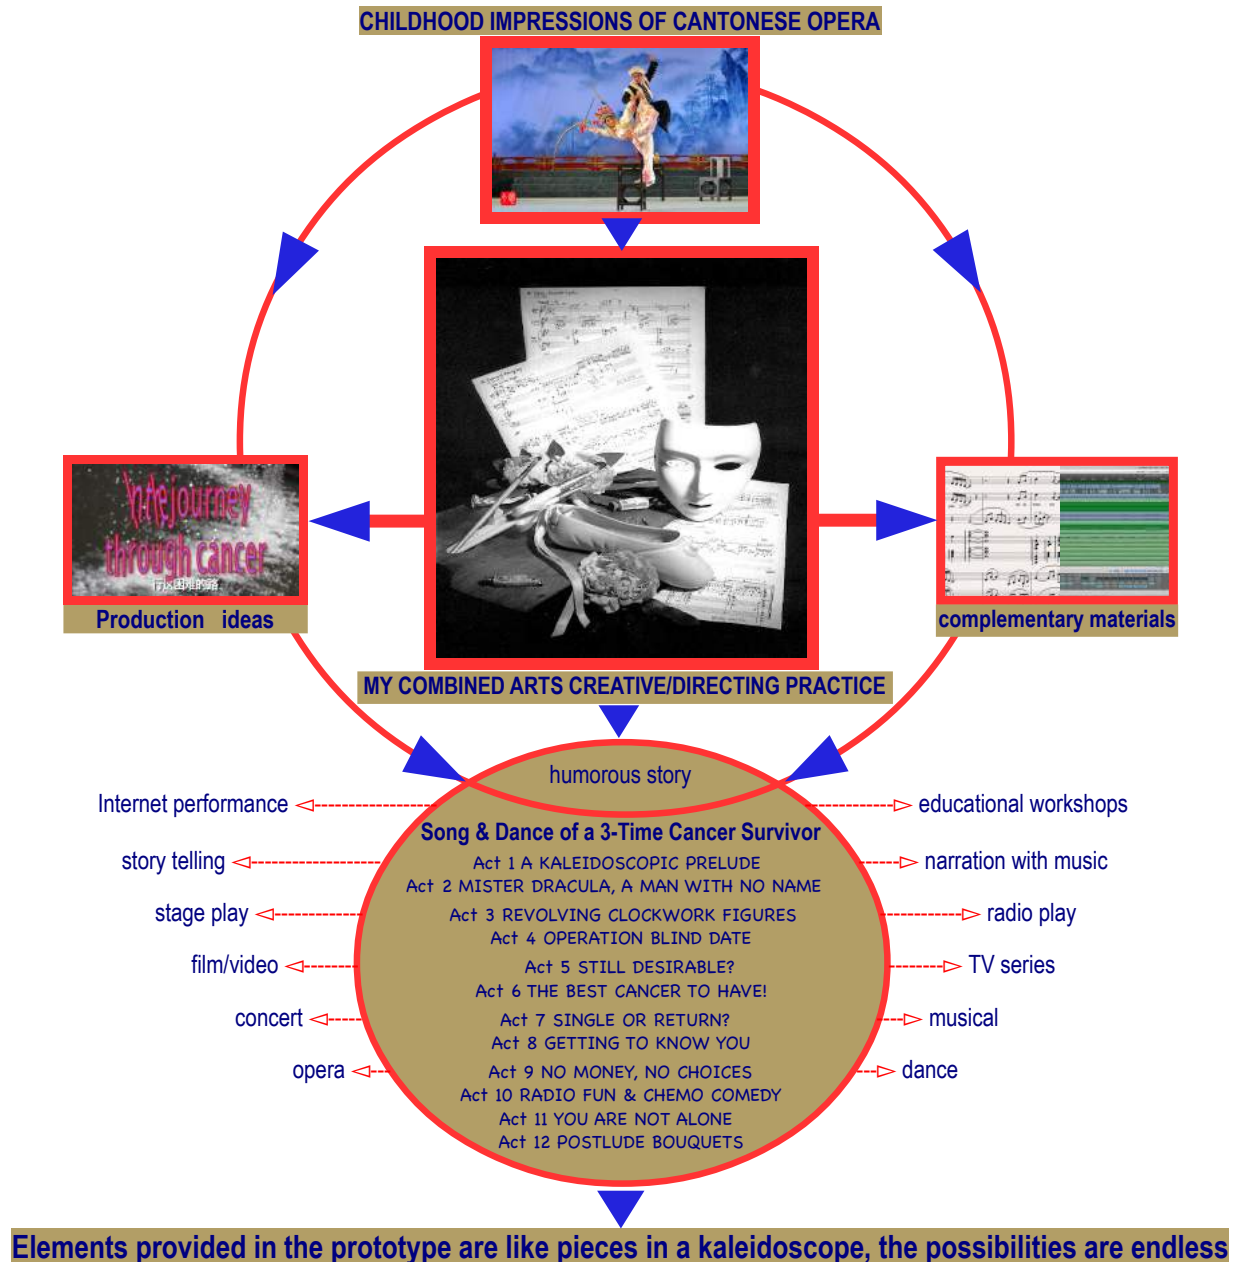 CHILDHOOD IMPRESSIONS OF CANTONESE OPERA
journey
through cancer
行这困难的路
Production ideas
complementary materials
MY COMBINED ARTS CREATIVE/DIRECTING PRACTICE
humorous story
Song & Dance of a 3-Time Cancer Survivor
Act 1 A KALEIDOSCOPIC PRELUDE
Act 2 MISTER DRACULA, A MAN WITH NO NAME
Act 3 REVOLVING CLOCKWORK FIGURES
Act 4 OPERATION BLIND DATE
Act 5 STILL DESIRABLE?
Act 6 THE BEST CANCER TO HAVE!
Act 7 SINGLE OR RETURN?
Act 8 GETTING TO KNOW YOU
Act 9 NO MONEY, NO CHOICES
Act 10 RADIO FUN & CHEMO COMEDY
Act 11 YOU ARE NOT ALONE
Act 12 POSTLUDE BOUQUETS
Internet performance
story telling
stage play
film/video
concert
opera
educational workshops
narration with music
radio play
TV series
musical
dance
Elements provided in the prototype are like pieces in a kaleidoscope, the possibilities are endless